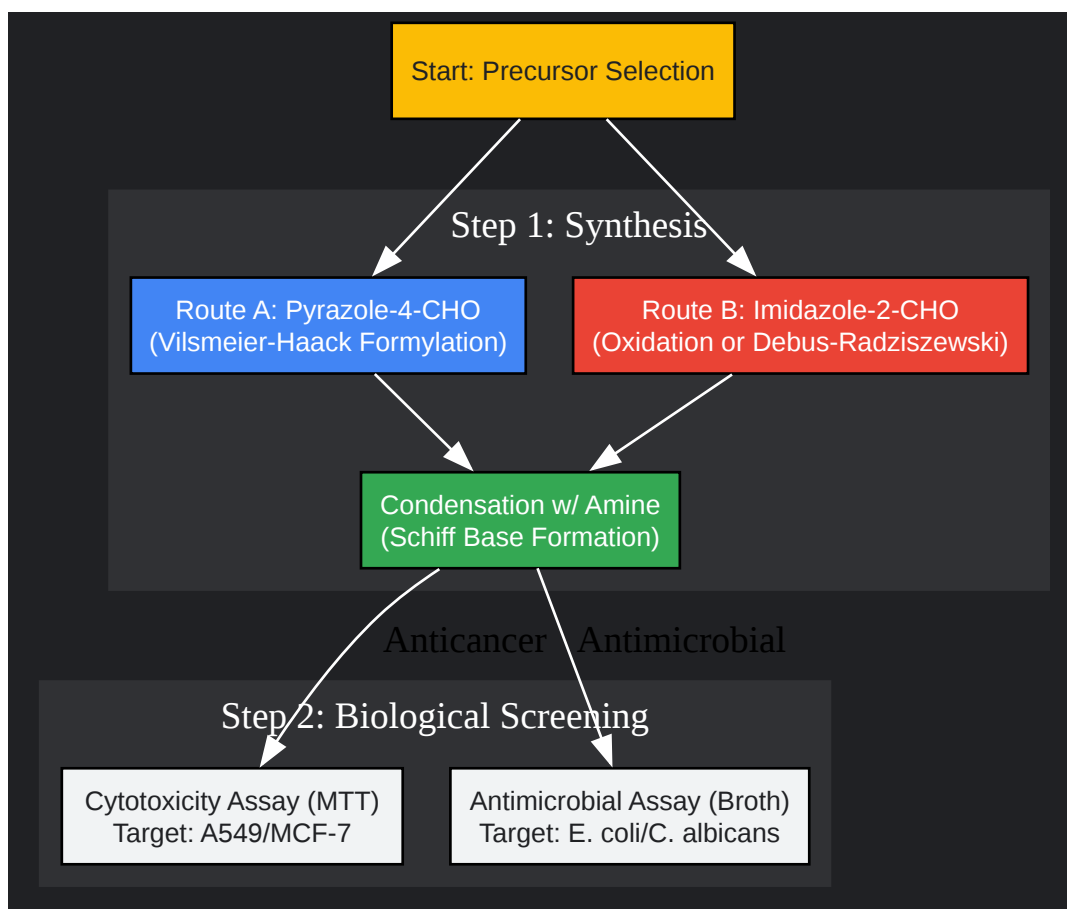 Start: Precursor Selection
Step 1: Synthesis
Route A: Pyrazole-4-CHO
(Vilsmeier-Haack Formylation)
Route B: Imidazole-2-CHO
(Oxidation or Debus-Radziszewski)
Condensation w/ Amine
(Schiff Base Formation)
Anticancer
Antimicrobial
Step 2: Biological Screening
Cytotoxicity Assay (MTT)
Target: A549/MCF-7
Antimicrobial Assay (Broth)
Target: E. coli/C. albicans